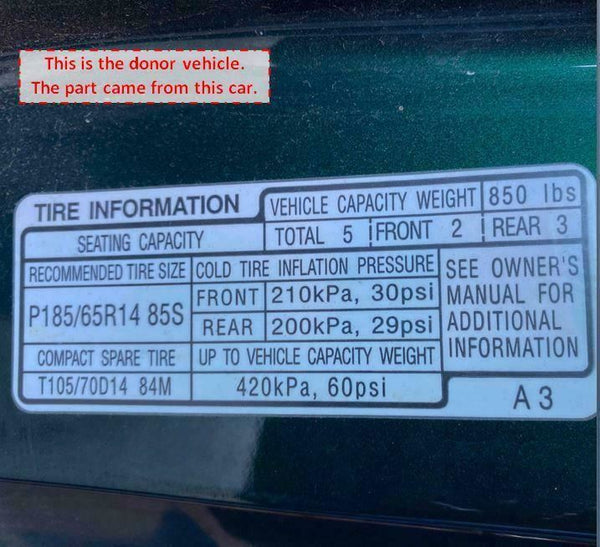 This is the donor vehicle.
The part came from this car.
TIRE INFORMATION
VEHICLE CAPACITY WEIGHT 850 lbs
SEATING CAPACITY
TOTAL 5 FRONT 2 REAR 3
RECOMMENDED TIRE SIZE
COLD TIRE INFLATION PRESSURE
P185/65R14 85S
FRONT 210kPa, 30psi
REAR 200kPa, 29psi
COMPACT SPARE TIRE
UP TO VEHICLE CAPACITY WEIGHT
T105/70D14 84M
420kPa, 60psi
SEE OWNER'S
MANUAL FOR
ADDITIONAL
INFORMATION
A3